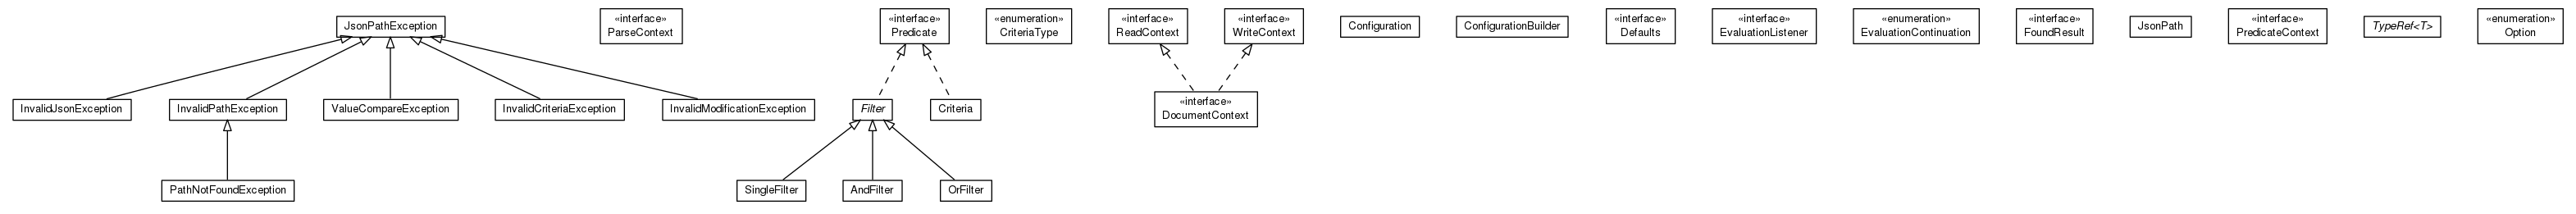 JsonPathException
«interface»
ParseContext
«interface»
Predicate
«enumeration»
CriteriaType
«interface»
ReadContext
«interface»
WriteContext
Configuration
ConfigurationBuilder
«interface»
Defaults
«interface»
EvaluationListener
«enumeration»
EvaluationContinuation
«interface»
FoundResult
JsonPath
«interface»
PredicateContext
TypeRef<T>
«enumeration»
Option
InvalidJsonException
InvalidPathException
ValueCompareException
InvalidCriteriaException
InvalidModificationException
Filter
Criteria
«interface»
DocumentContext
PathNotFoundException
SingleFilter
AndFilter
OrFilter